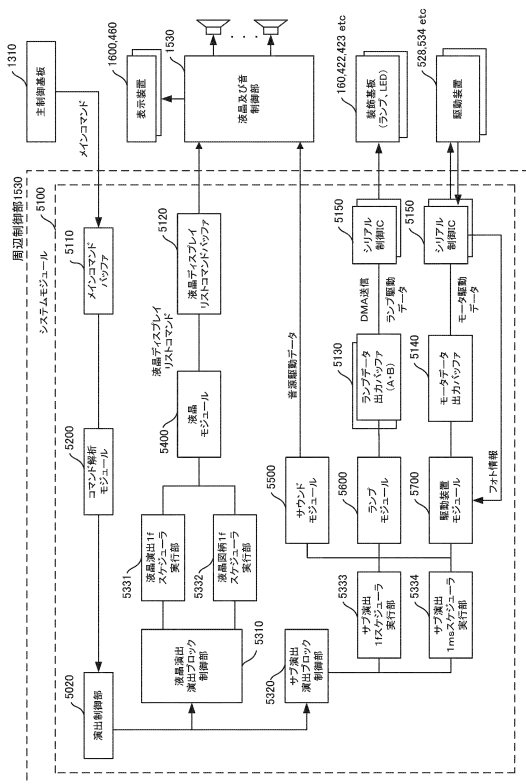 周辺制御部1530
システムモジュール
5100
主制御基板
1310
メインコマンド
5110
メインコマンド
バッファ
5200
コマンド解析
モジュール
5020
演出制御部
1600,460
表示装置
1530
液晶及び音
制御部
5120
液晶ディスプレイ
リストコマンドバッファ
液晶ディスプレイ
リストコマンド
5400
液晶
モジュール
5331
液晶演出1f
スケジューラ
実行部
5332
液晶図柄1f
スケジューラ
実行部
5310
液晶演出
演出ブロック
制御部
音源駆動データ
5500
サウンド
モジュール
5320
サブ演出
演出ブロック
制御部
160,422,423 etc
装飾基板
(ランプ、LED)
5150
シリアル
制御IC
DMA送信
ランプ駆動
データ
5130
ランプデータ
出力バッファ
(A・B)
5600
ランプ
モジュール
5333
サブ演出
1fスケジューラ
実行部
528,534 etc
駆動装置
5150
シリアル
制御IC
モータ駆動
データ
5140
モータデータ
出力バッファ
フォト情報
5700
駆動装置
モジュール
5334
サブ演出
1msスケジューラ
実行部